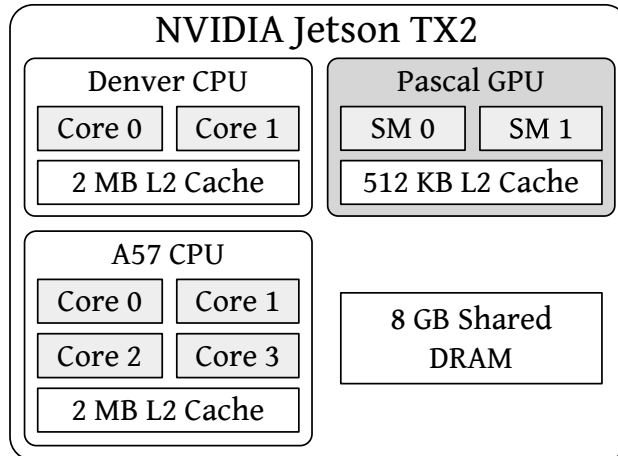 NVIDIA Jetson TX2
Denver CPU
Core 0
Core 1
2 MB L2 Cache
Pascal GPU
SM 0
SM 1
512 KB L2 Cache
A57 CPU
Core 0
Core 1
Core 2
Core 3
2 MB L2 Cache
8 GB Shared
DRAM